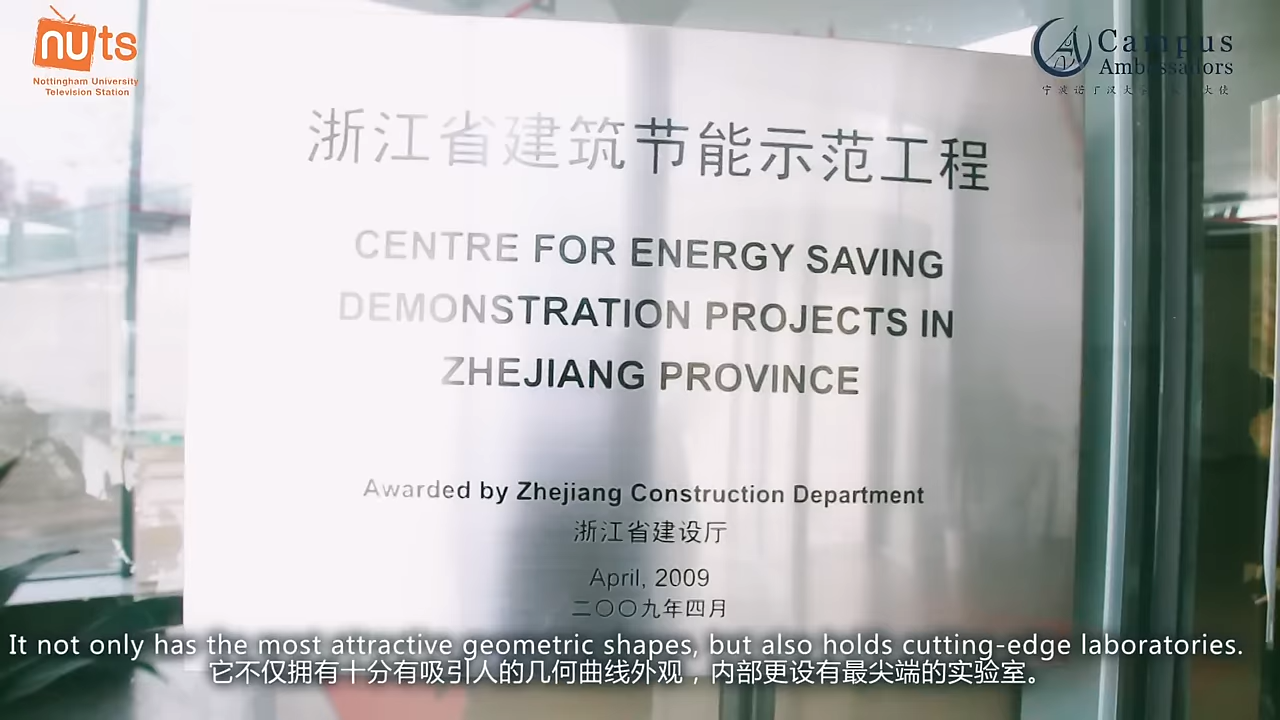 nuts
Nottingham University
Television Station
Campus
Ambassadors
浙江省建筑节能示范工程
CENTRE FOR ENERGY SAVING
DEMONSTRATION PROJECTS IN
ZHEJIANG PROVINCE
Awarded by Zhejiang Construction Department
浙江省建设厅
April, 2009
二〇〇九年四月
It not only has the most attractive geometric shapes, but also holds cutting-edge laboratories.
它不仅拥有十分有吸引人的几何曲线外观，内部更设有最尖端的实验室。